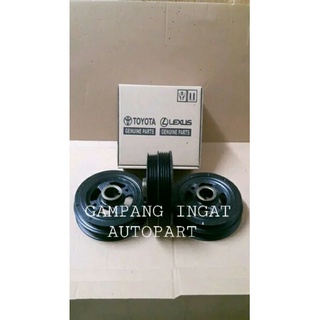 TOYOTA
GENUINE PARTS
LEXUS
GENUINE PARTS
GAMPANG INGAT
AUTOPART